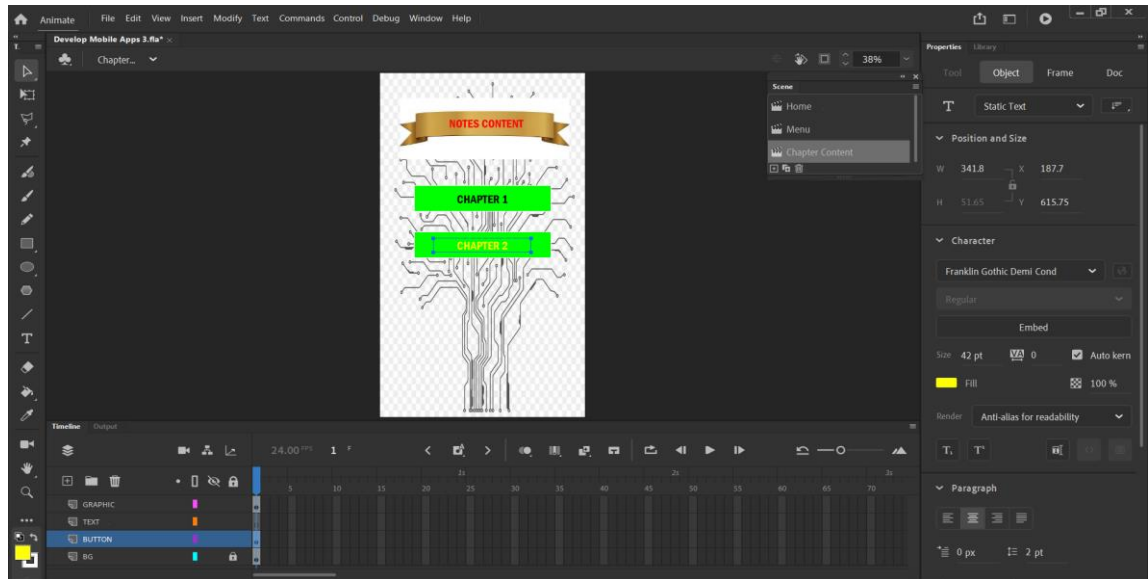 Animate File Edit View Insert Modify Text Commands Control Debug Window Help
Develop Mobile Apps 3.fla* ×
Chapter...
38%
NOTES CONTENT
CHAPTER 1
CHAPTER 2
Scene
Home
Menu
Chapter Content
Properties Library
Tool Object Frame Doc
T Static Text
Position and Size
W 341.8 X 187.7
H 51.65 Y 615.75
Character
Franklin Gothic Demi Cond
Regular
Embed
Size 42 pt VA 0 Auto kern
Fill 100 %
Render Anti-alias for readability
Paragraph
0 px 2 pt
Timeline Output
24.00 FPS 1 F
1s 2s 3s
5 10 15 20 25 30 35 40 45 50 55 60 65 70
GRAPHIC
TEXT
BUTTON
BG